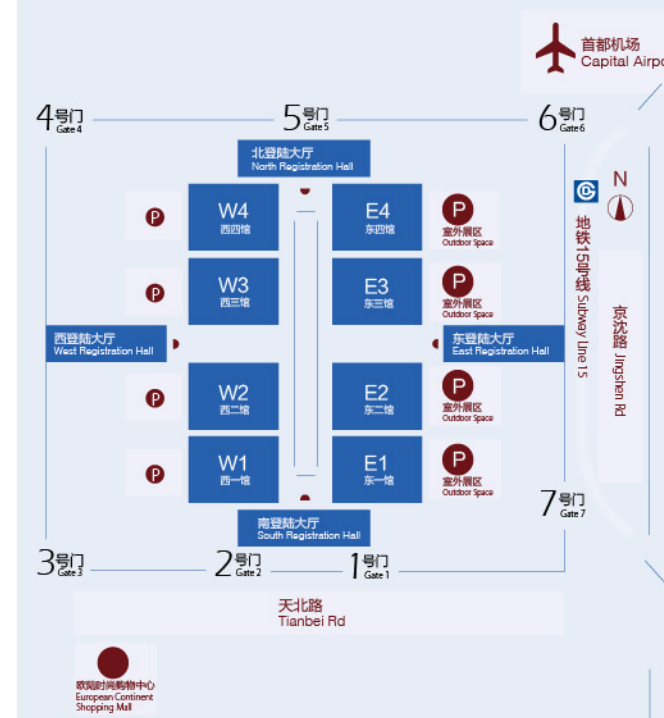 首都机场
Capital Airpo
4号门
Gate 4
5号门
Gate 5
6号门
Gate 6
北登陆大厅
North Registration Hall
N
P
W4
西四馆
E4
东四馆
P
室外展区
Outdoor Space
P
W3
西三馆
E3
东三馆
P
室外展区
Outdoor Space
地铁15号线 Subway Line 15
京沈路 Jingshen Rd
西登陆大厅
West Registration Hall
东登陆大厅
East Registration Hall
P
W2
西二馆
E2
东二馆
P
室外展区
Outdoor Space
P
W1
西一馆
E1
东一馆
P
室外展区
Outdoor Space
7号门
Gate 7
南登陆大厅
South Registration Hall
3号门
Gate 3
2号门
Gate 2
1号门
Gate 1
天北路
Tianbei Rd
欧陆时尚购物中心
European Continent
Shopping Mall